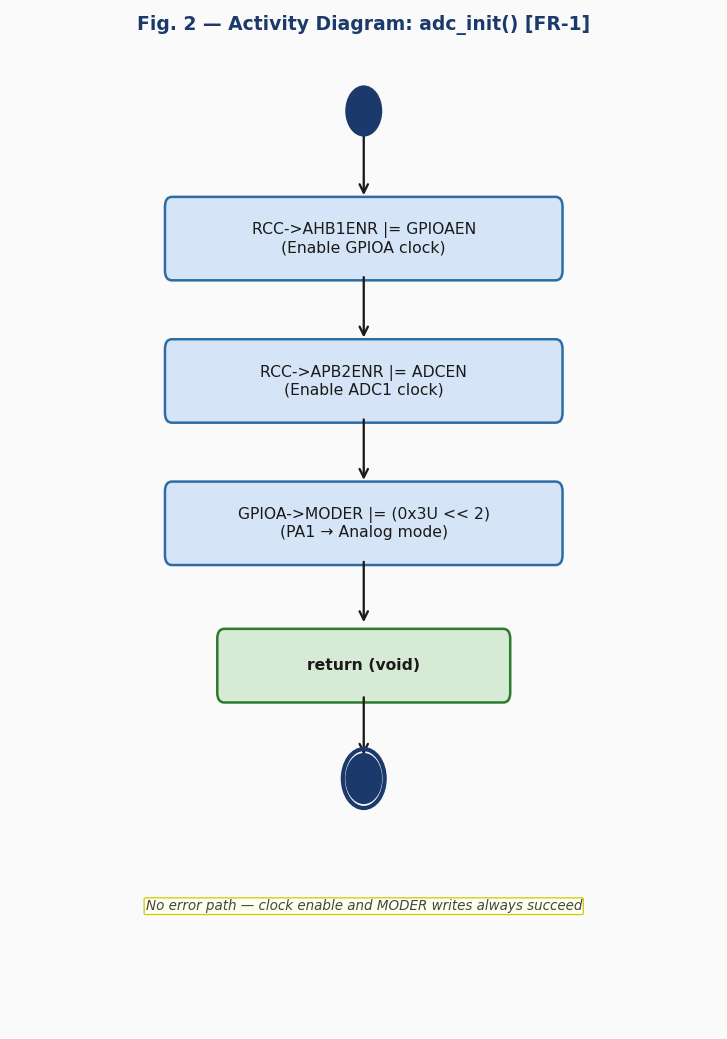 Fig. 2 — Activity Diagram: adc_init() [FR-1]
RCC->AHB1ENR |= GPIOAEN
(Enable GPIOA clock)
RCC->APB2ENR |= ADCEN
(Enable ADC1 clock)
GPIOA->MODER |= (0x3U << 2)
(PA1 → Analog mode)
return (void)
No error path — clock enable and MODER writes always succeed